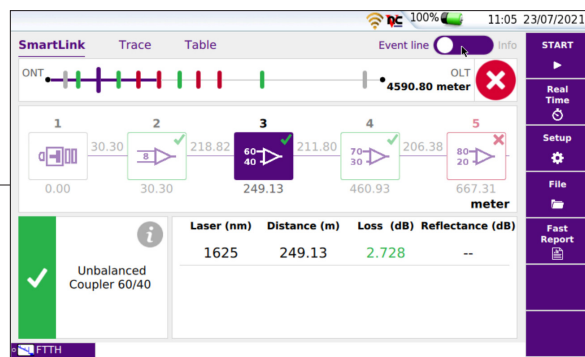 100% 11:05 23/07/2021
SmartLink Trace Table Event line Info START
ONT OLT
4590.80 meter
Real
Time
1 2 3 4 5
30.30 218.82 211.80 206.38
8 60 40 70 30 80 20
Setup
0.00 30.30 249.13 460.93 667.31
meter
File
Laser (nm) Distance (m) Loss (dB) Reflectance (dB)
1625 249.13 2.728 --
Fast
Report
i
Unbalanced
Coupler 60/40
FTTH